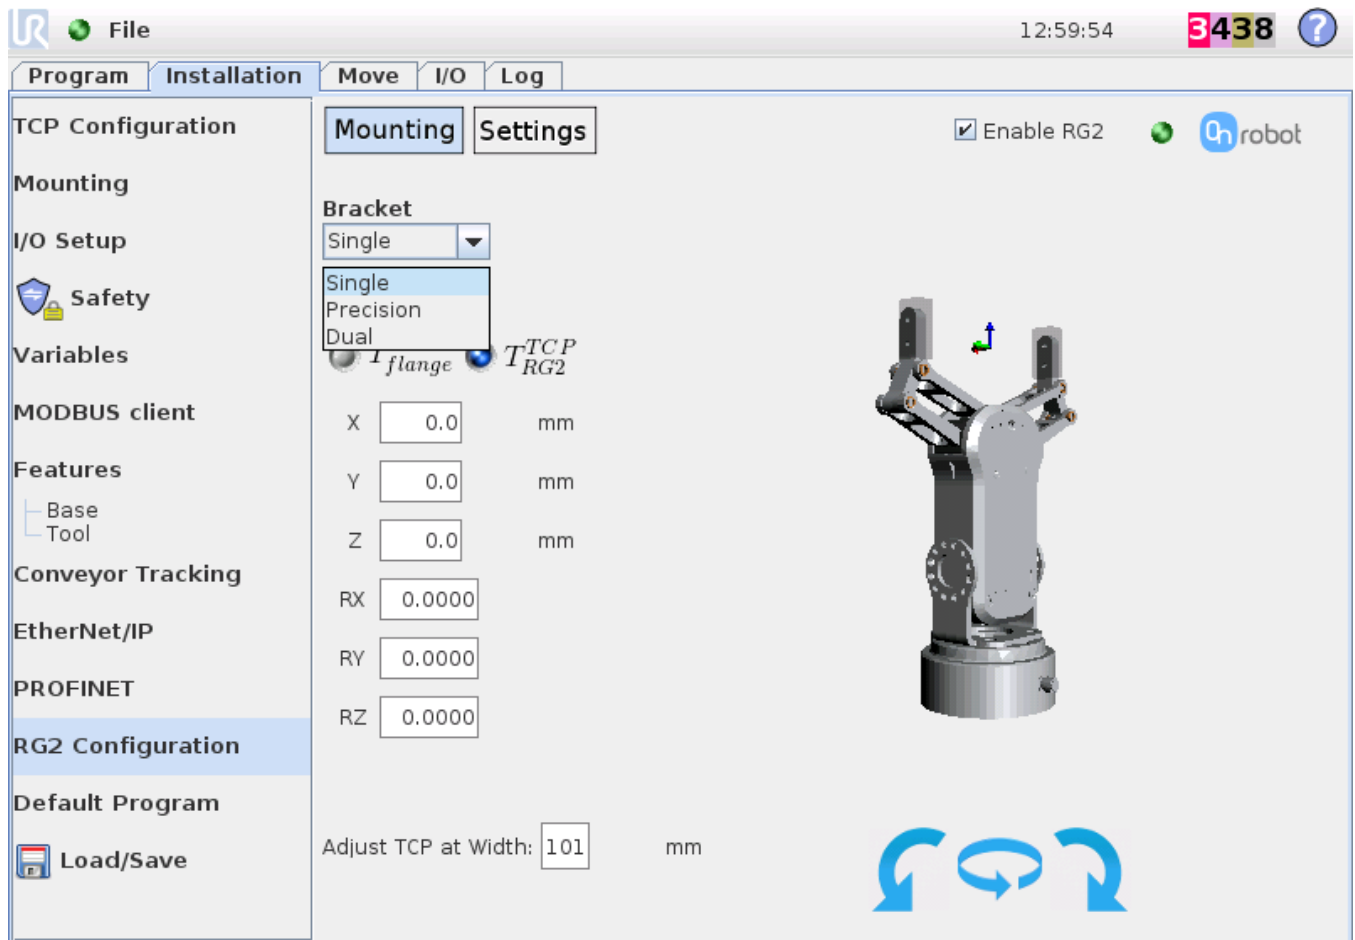 UR File 12:59:54 3438 ?
Program Installation Move I/O Log
TCP Configuration
Mounting
I/O Setup
Safety
Variables
MODBUS client
Features
Base
Tool
Conveyor Tracking
EtherNet/IP
PROFINET
RG2 Configuration
Default Program
Load/Save
Mounting Settings
Enable RG2 On robot
Bracket
Single
Single
Precision
Dual
flange T TCP RG2
X 0.0 mm
Y 0.0 mm
Z 0.0 mm
RX 0.0000
RY 0.0000
RZ 0.0000
Adjust TCP at Width: 101 mm